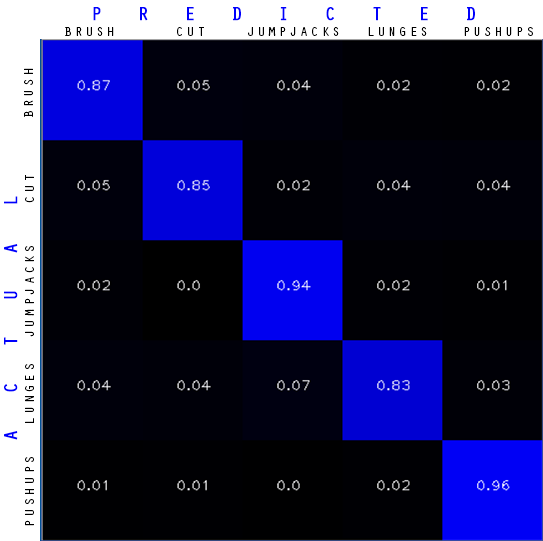 PREDICTED
BRUSH CUT JUMPJACKS LUNGES PUSHUPS
ACTUAL
BRUSH 0.87 0.05 0.04 0.02 0.02
CUT 0.05 0.85 0.02 0.04 0.04
JUMPJACKS 0.02 0.0 0.94 0.02 0.01
LUNGES 0.04 0.04 0.07 0.83 0.03
PUSHUPS 0.01 0.01 0.0 0.02 0.96